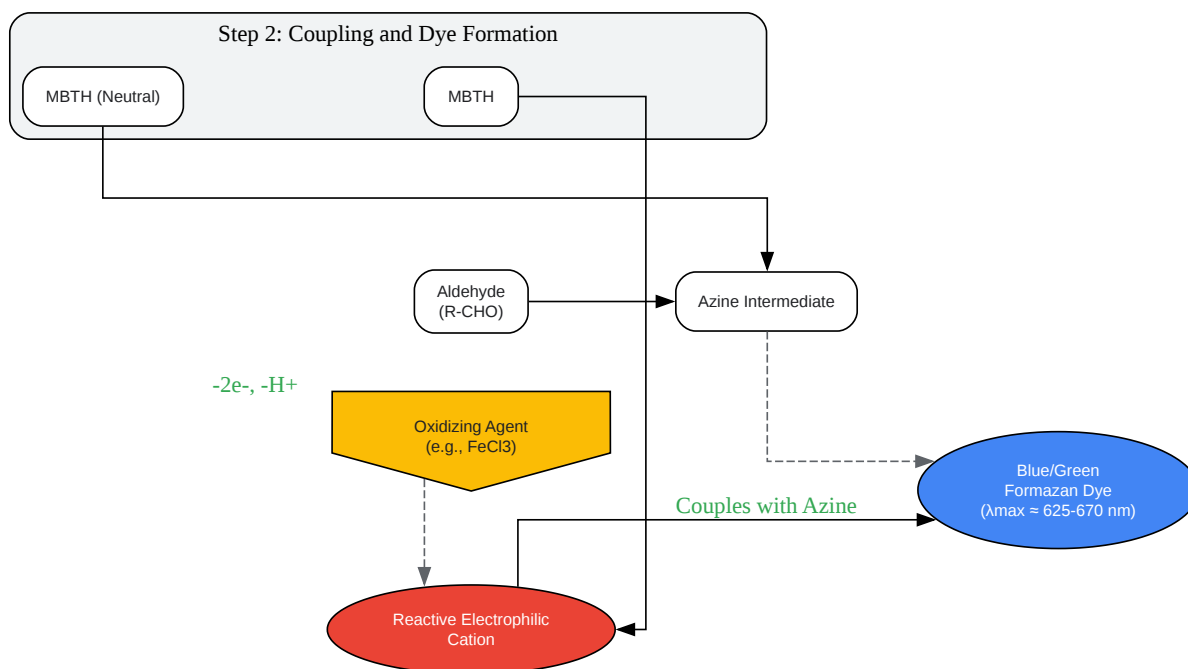 Step 2: Coupling and Dye Formation
MBTH (Neutral)
MBTH
Aldehyde
(R-CHO)
Azine Intermediate
-2e-, -H+
Oxidizing Agent
(e.g., FeCl3)
Blue/Green
Formazan Dye
(λmax ≈ 625-670 nm)
Couples with Azine
Reactive Electrophilic
Cation